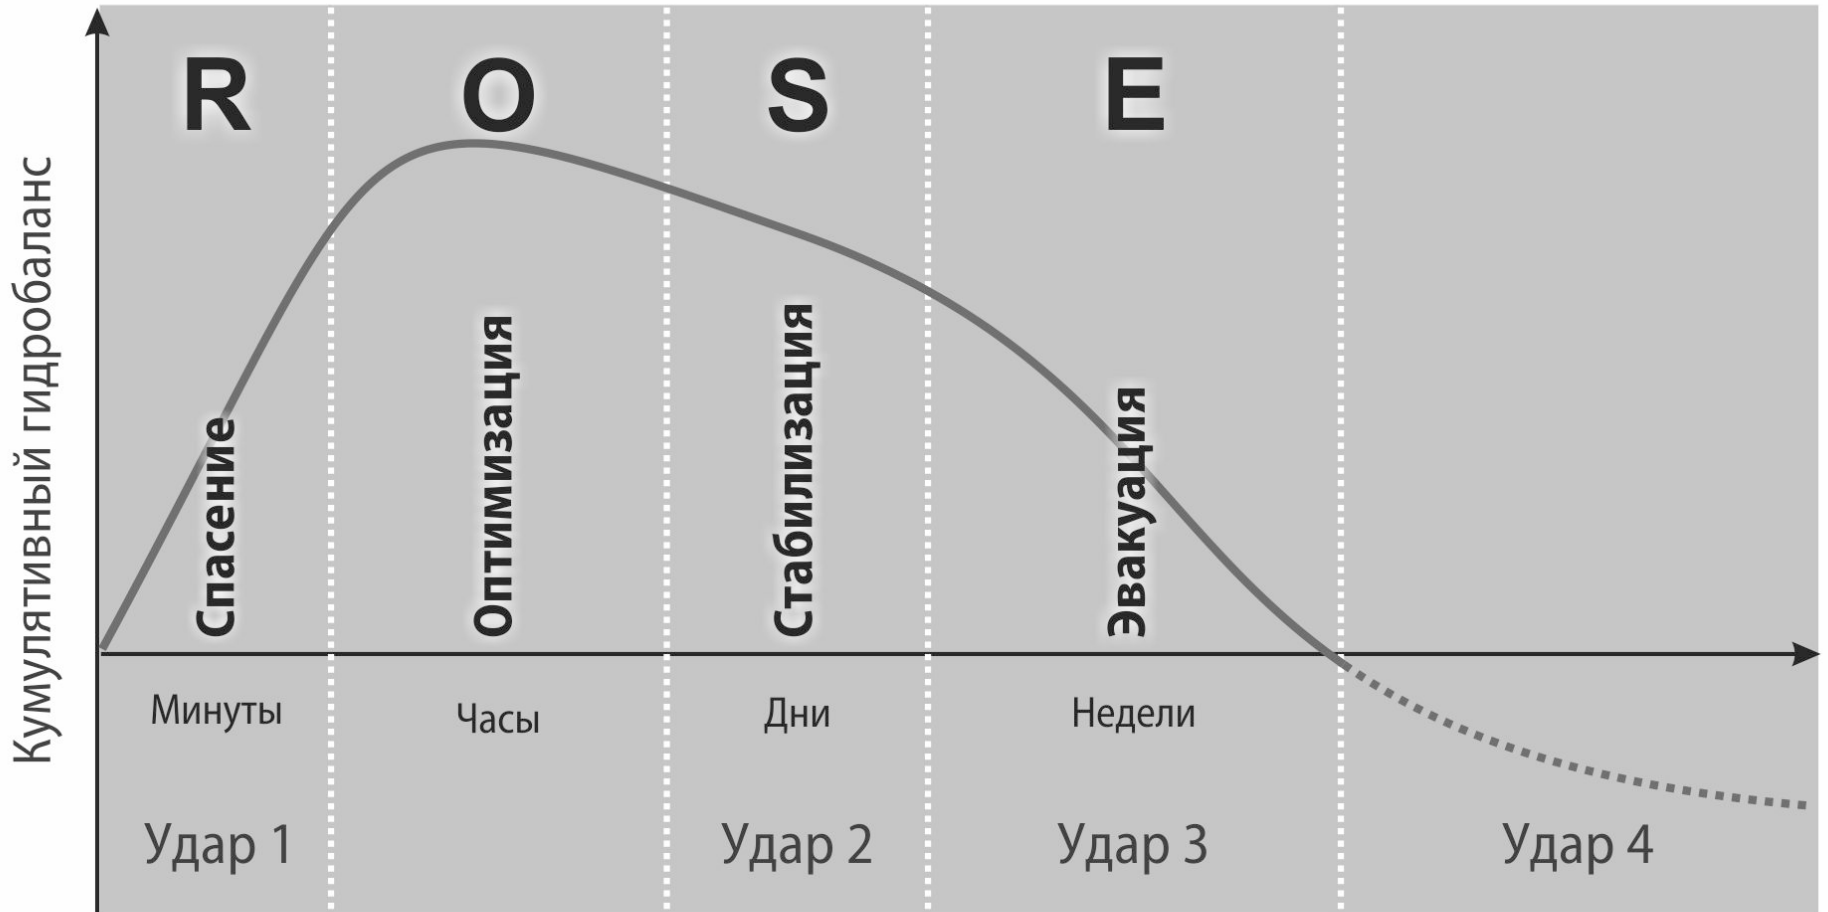 R
O
S
E
Кумулятивный гидробаланс
Спасение
Оптимизация
Стабилизация
Эвакуация
Минуты
Часы
Дни
Недели
Удар 1
Удар 2
Удар 3
Удар 4